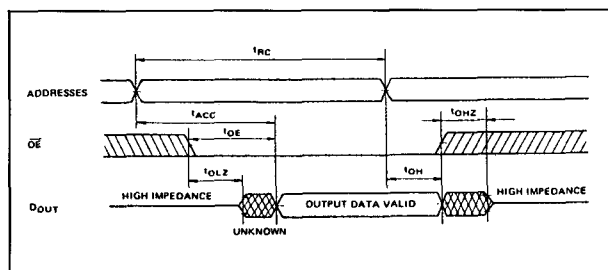 tRC
ADDRESSES
tACC
tOHZ
OE
tOE
tOLZ
tOH
HIGH IMPEDANCE
HIGH IMPEDANCE
DOUT
OUTPUT DATA VALID
UNKNOWN